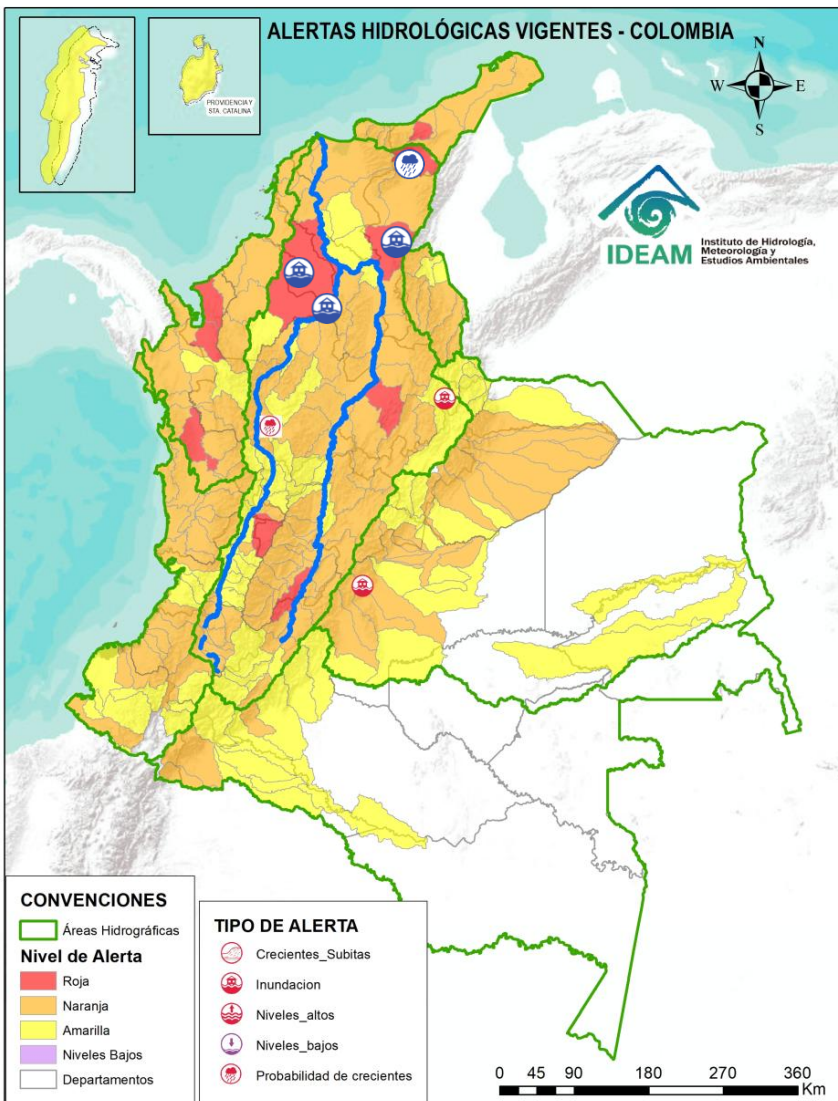 ALERTAS HIDROLÓGICAS VIGENTES - COLOMBIA
PROVIDENCIA Y
STA. CATALINA
N
W
E
S
IDEAM
Instituto de Hidrología,
Meteorología y
Estudios Ambientales
CONVENCIONES
Áreas Hidrográficas
Nivel de Alerta
Roja
Naranja
Amarilla
Niveles Bajos
Departamentos
TIPO DE ALERTA
Crecientes_Subitas
Inundacion
Niveles_altos
Niveles_bajos
Probabilidad de crecientes
0 45 90 180 270 360
Km